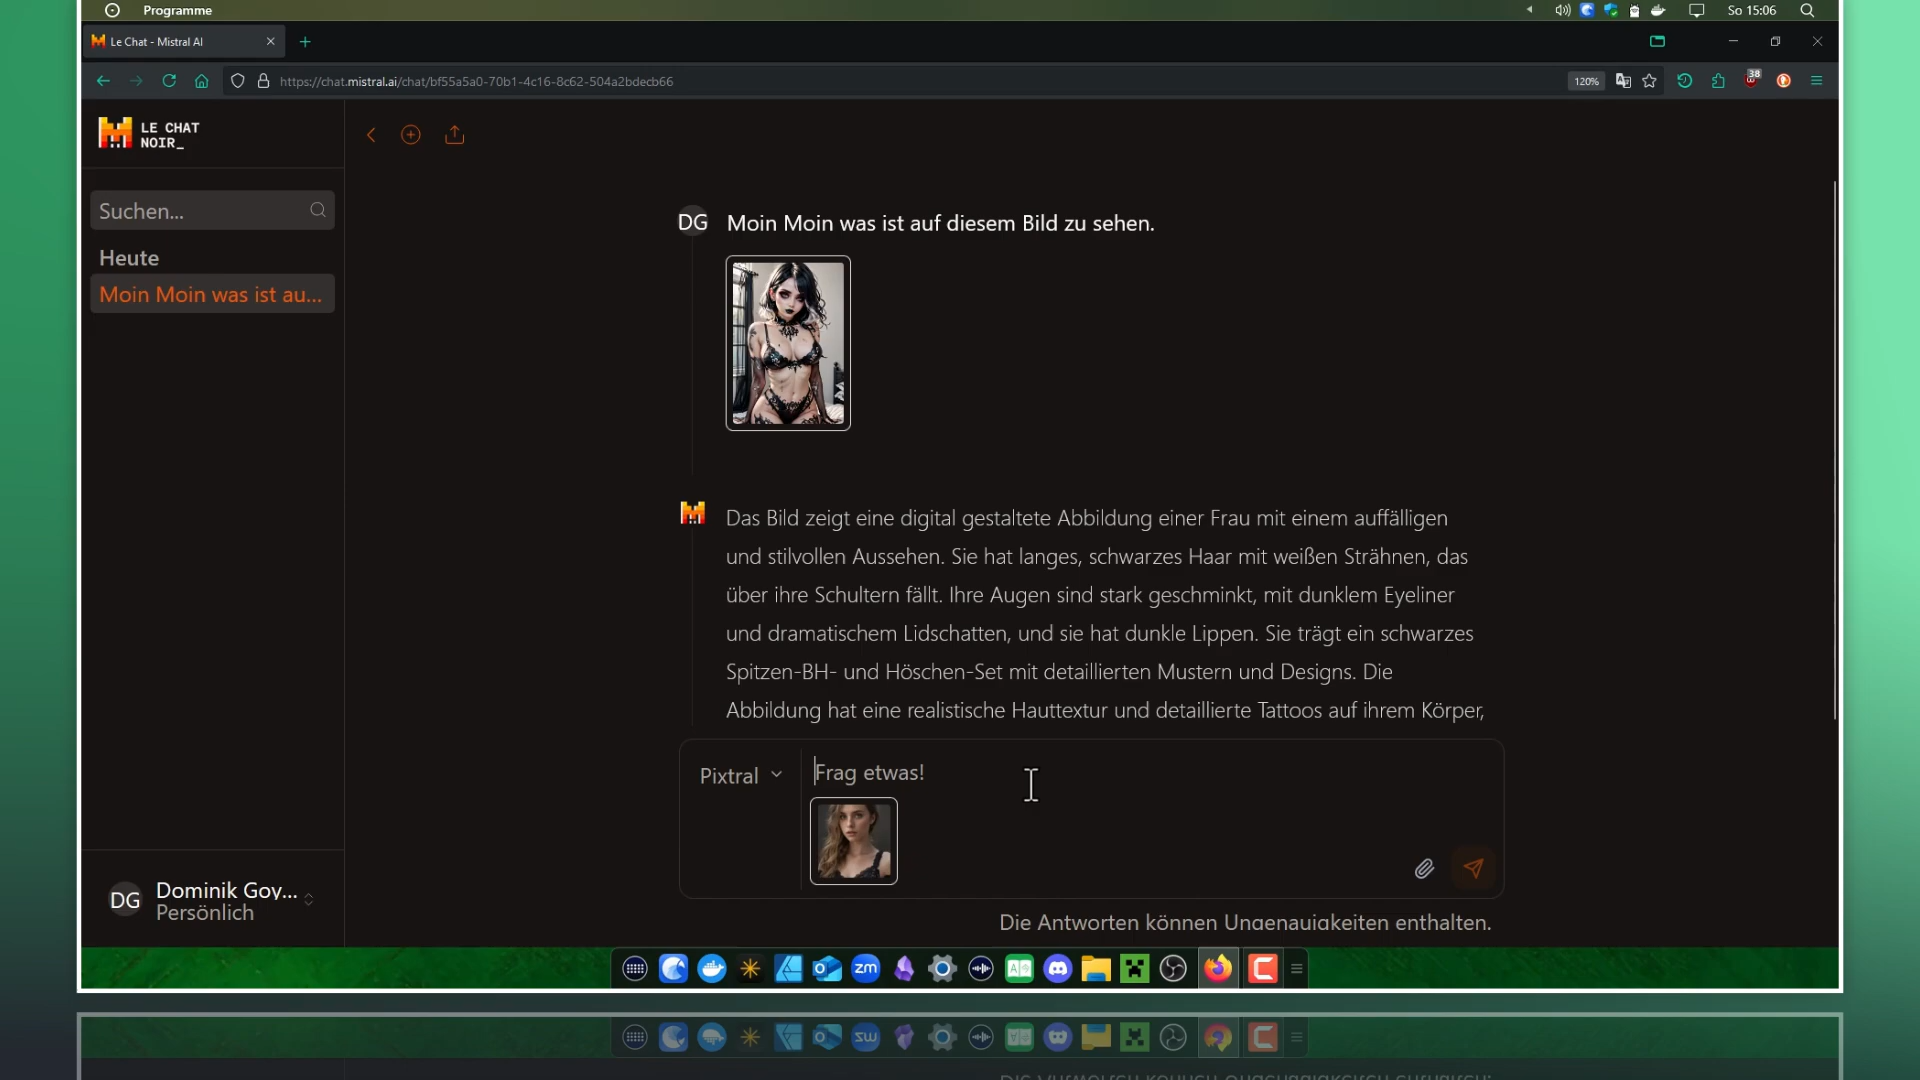 Programme
So 15:06
Le Chat - Mistral AI
https://chat.mistral.ai/chat/bf55a5a0-70b1-4c16-8c62-504a2bdecb66
120%
38
LE CHAT
NOIR_
Suchen...
Heute
Moin Moin was ist au...
DG
Moin Moin was ist auf diesem Bild zu sehen.
Das Bild zeigt eine digital gestaltete Abbildung einer Frau mit einem auffälligen
und stilvollen Aussehen. Sie hat langes, schwarzes Haar mit weißen Strähnen, das
über ihre Schultern fällt. Ihre Augen sind stark geschminkt, mit dunklem Eyeliner
und dramatischem Lidschatten, und sie hat dunkle Lippen. Sie trägt ein schwarzes
Spitzen-BH- und Höschen-Set mit detaillierten Mustern und Designs. Die
Abbildung hat eine realistische Hauttextur und detaillierte Tattoos auf ihrem Körper,
Pixtral
Frag etwas!
DG
Dominik Goy...
Persönlich
Die Antworten können Ungenauigkeiten enthalten.
zm